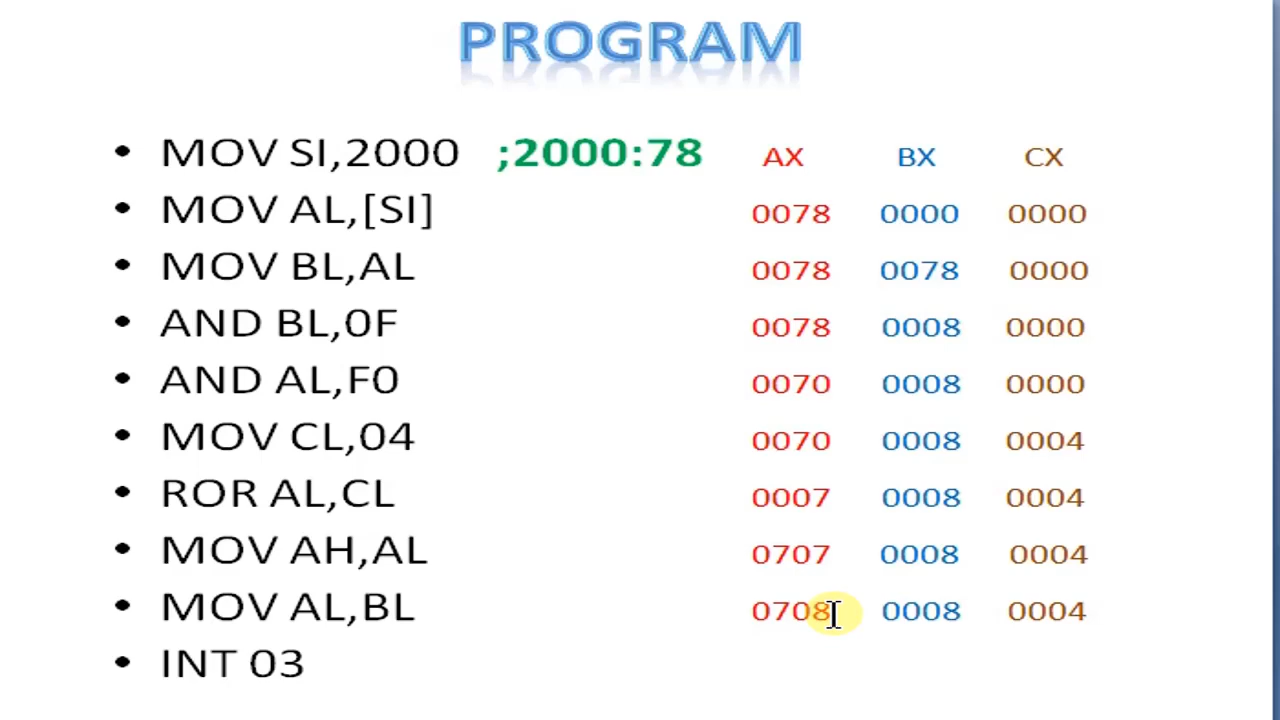 PROGRAM
• MOV SI,2000 ;2000:78 AX BX CX
• MOV AL,[SI] 0078 0000 0000
• MOV BL,AL 0078 0078 0000
• AND BL,0F 0078 0008 0000
• AND AL,F0 0070 0008 0000
• MOV CL,04 0070 0008 0004
• ROR AL,CL 0007 0008 0004
• MOV AH,AL 0707 0008 0004
• MOV AL,BL 0708 0008 0004
• INT 03